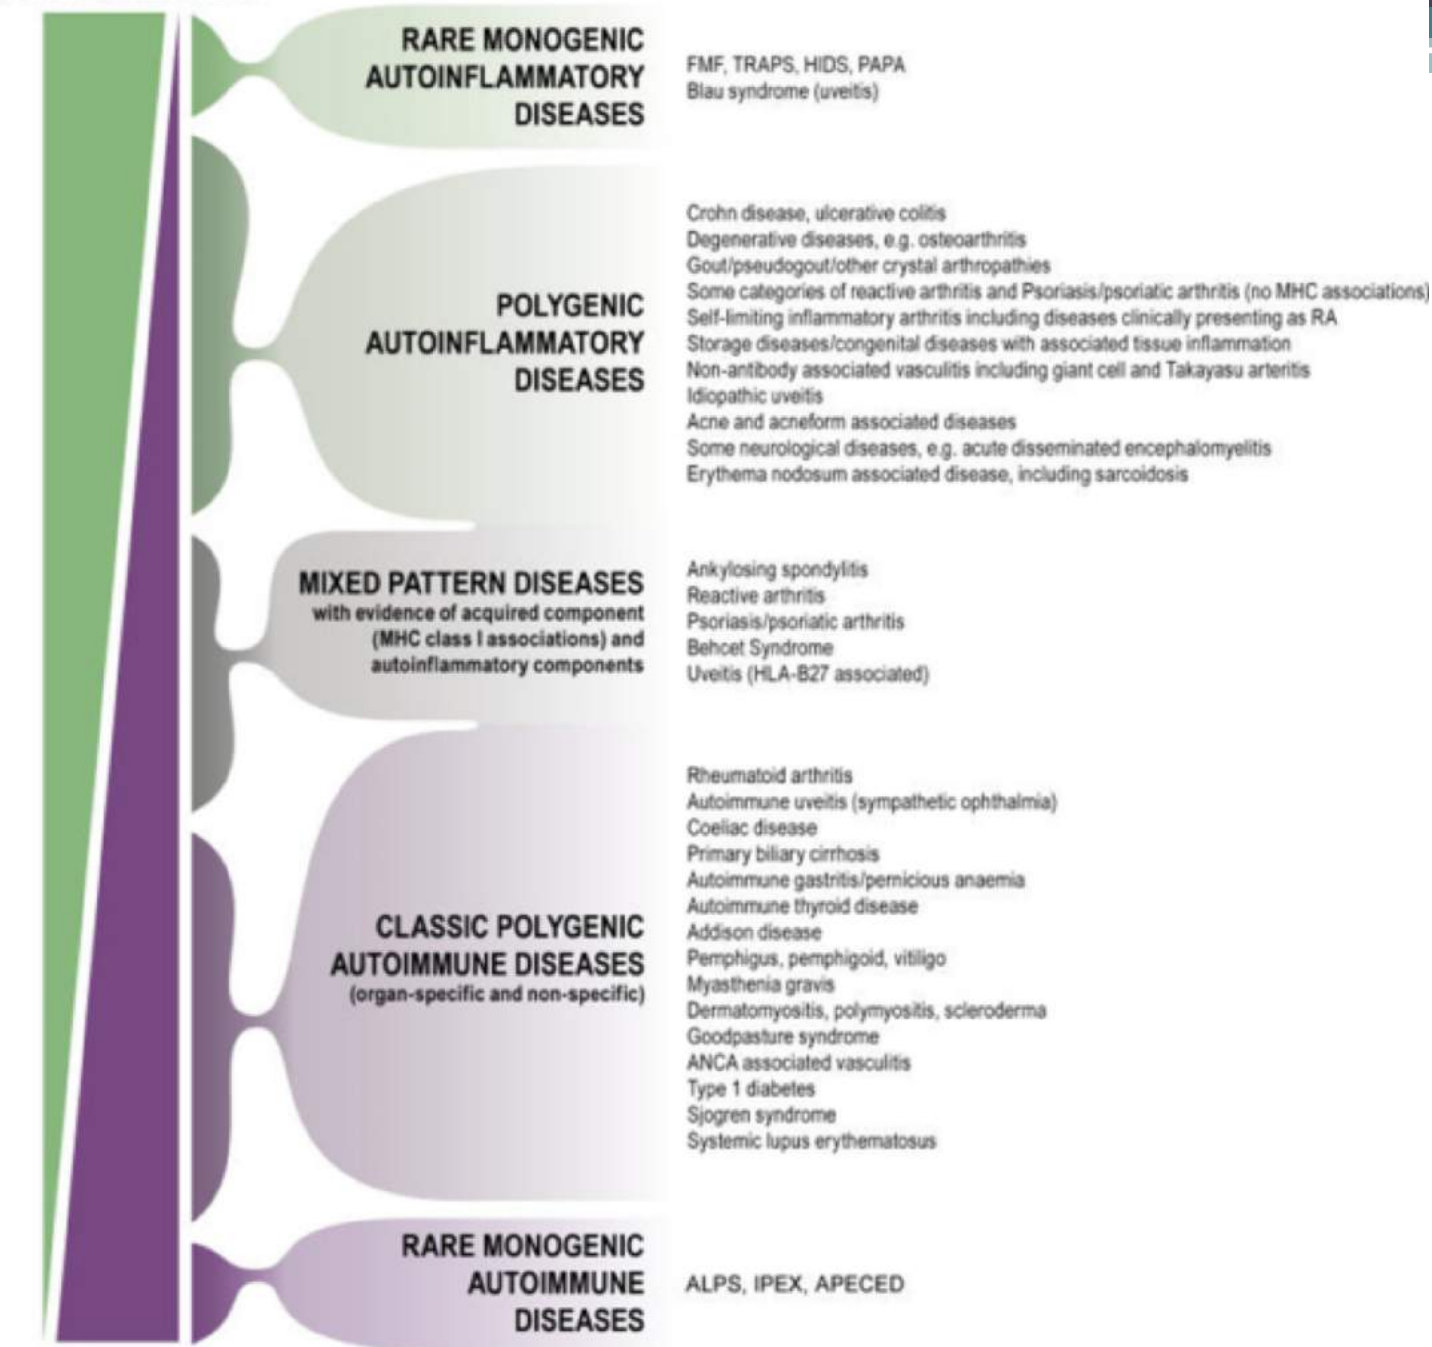 RARE MONOGENIC
AUTOINFLAMMATORY
DISEASES
FMF, TRAPS, HIDS, PAPA
Blau syndrome (uveitis)
POLYGENIC
AUTOINFLAMMATORY
DISEASES
Crohn disease, ulcerative colitis
Degenerative diseases, e.g. osteoarthritis
Gout/pseudogout/other crystal arthropathies
Some categories of reactive arthritis and Psoriasis/psoriatic arthritis (no MHC associations)
Self-limiting inflammatory arthritis including diseases clinically presenting as RA
Storage diseases/congenital diseases with associated tissue inflammation
Non-antibody associated vasculitis including giant cell and Takayasu arteritis
Idiopathic uveitis
Acne and acneform associated diseases
Some neurological diseases, e.g. acute disseminated encephalomyelitis
Erythema nodosum associated disease, including sarcoidosis
MIXED PATTERN DISEASES
with evidence of acquired component
(MHC class I associations) and
autoinflammatory components
Ankylosing spondylitis
Reactive arthritis
Psoriasis/psoriatic arthritis
Behcet Syndrome
Uveitis (HLA-B27 associated)
CLASSIC POLYGENIC
AUTOIMMUNE DISEASES
(organ-specific and non-specific)
Rheumatoid arthritis
Autoimmune uveitis (sympathetic ophthalmia)
Coeliac disease
Primary biliary cirrhosis
Autoimmune gastritis/pernicious anaemia
Autoimmune thyroid disease
Addison disease
Pemphigus, pemphigoid, vitiligo
Myasthenia gravis
Dermatomyositis, polymyositis, scleroderma
Goodpasture syndrome
ANCA associated vasculitis
Type 1 diabetes
Sjogren syndrome
Systemic lupus erythematosus
RARE MONOGENIC
AUTOIMMUNE
DISEASES
ALPS, IPEX, APECED